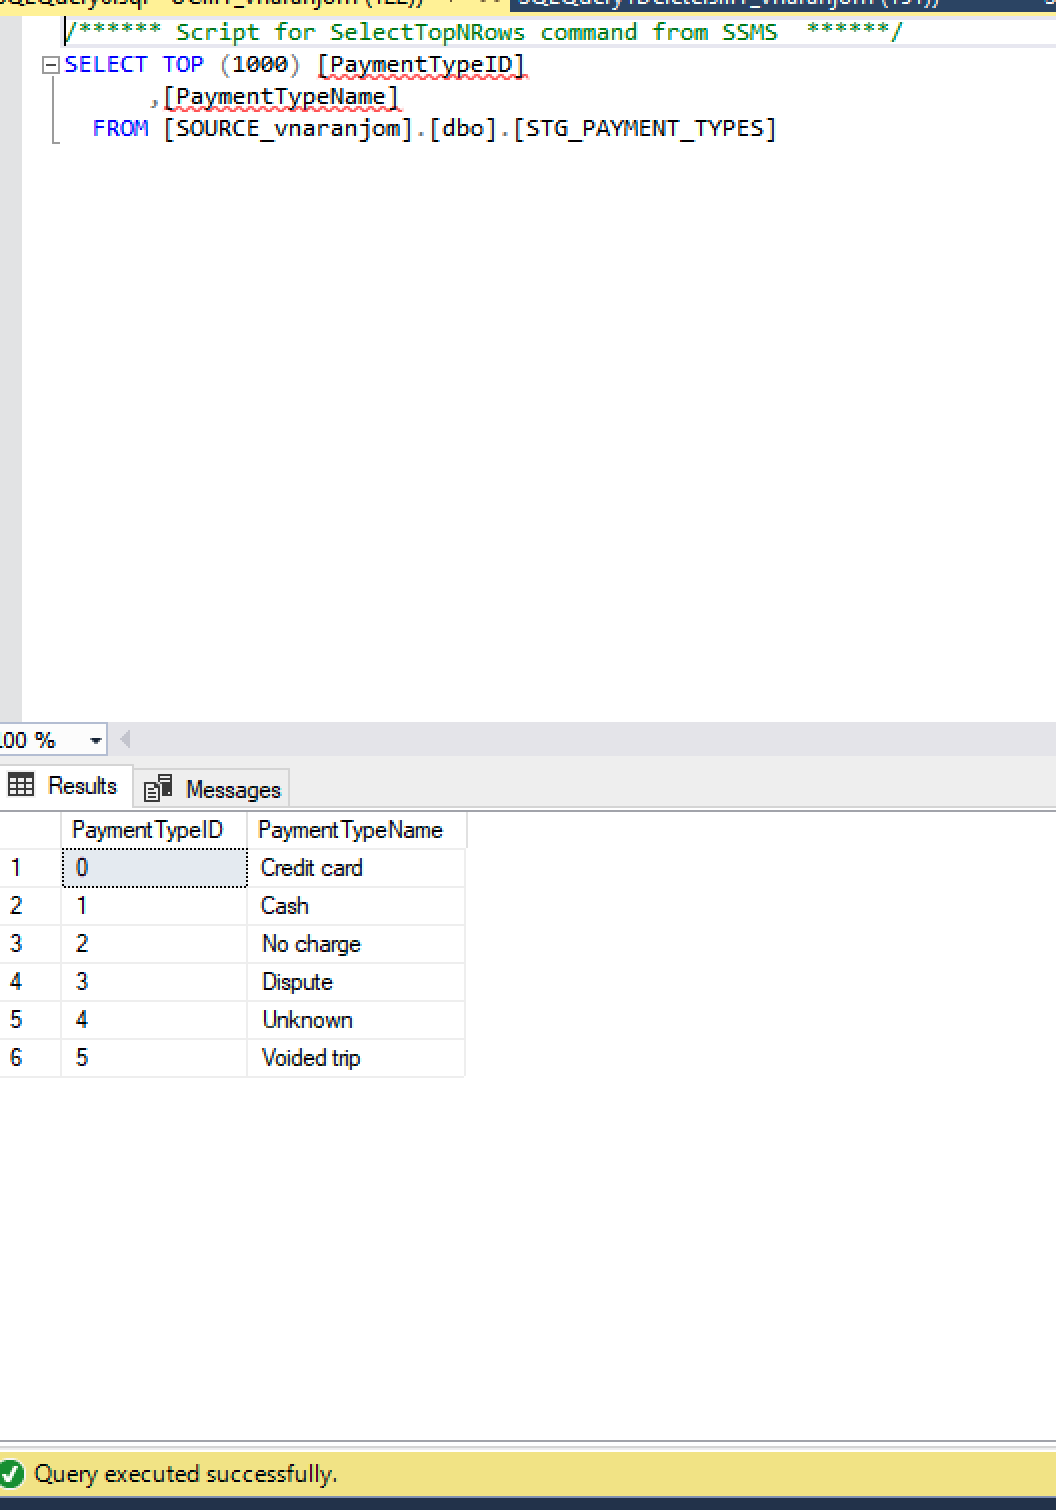 /****** Script for SelectTopNRows command from SSMS  ******/
SELECT TOP (1000) [PaymentTypeID]
,[PaymentTypeName]
FROM [SOURCE_vnaranjom].[dbo].[STG_PAYMENT_TYPES]
00 %
Results Messages
PaymentTypeID PaymentTypeName
1 0 Credit card
2 1 Cash
3 2 No charge
4 3 Dispute
5 4 Unknown
6 5 Voided trip
Query executed successfully.